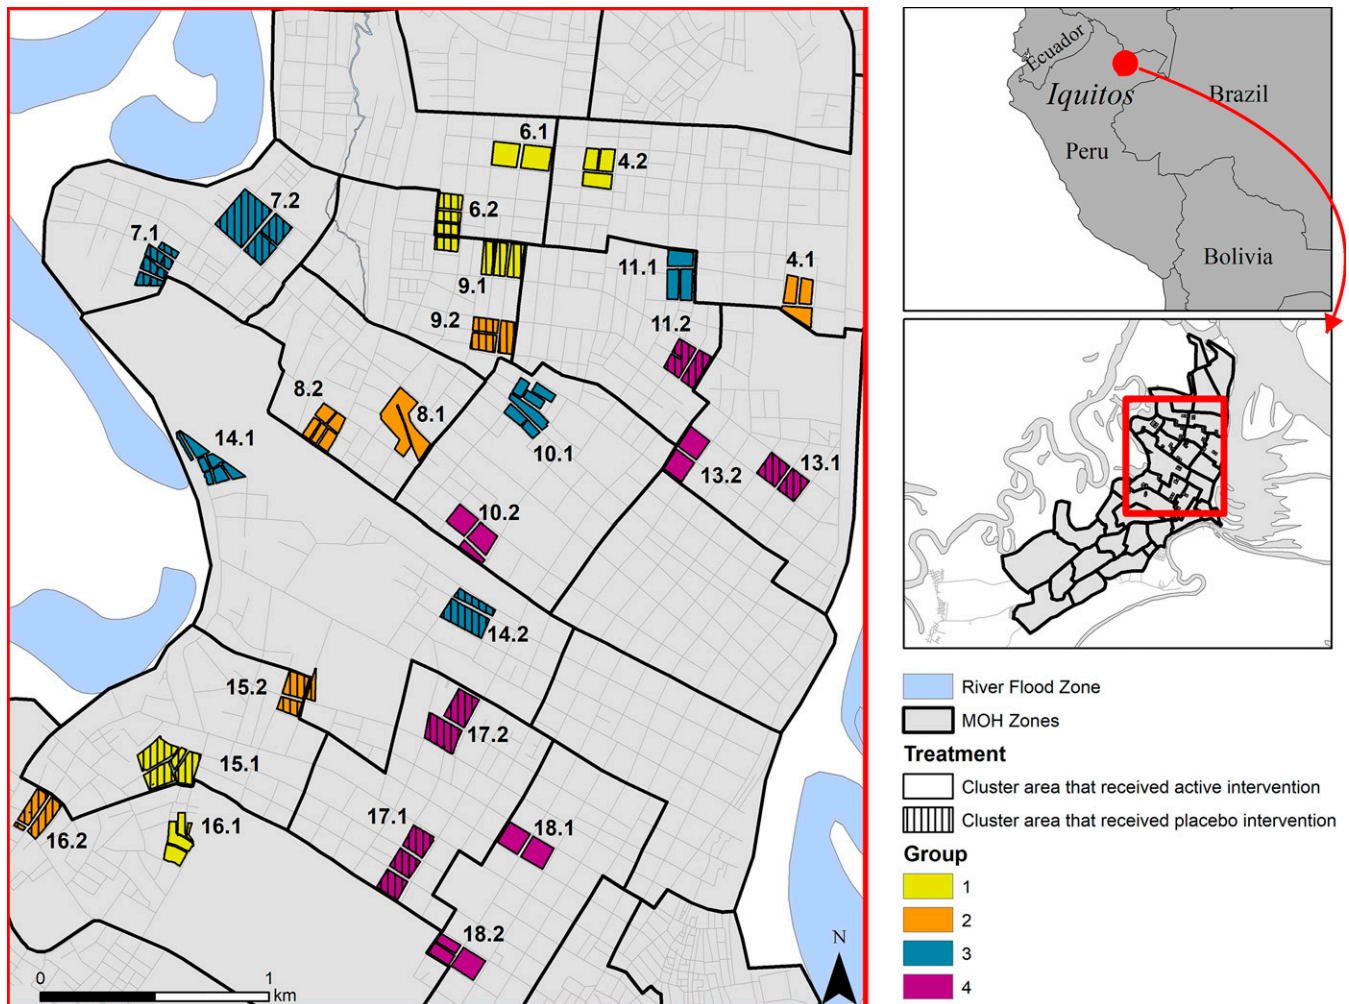 6.1
4.2
7.2
6.2
7.1
11.1
4.1
9.1
9.2
11.2
8.2
8.1
14.1
10.1
13.2
13.1
10.2
14.2
15.2
17.2
15.1
17.1
18.1
16.2
16.1
18.2
N
0
1
km
Ecuador
Iquitos
Brazil
Peru
Bolivia
River Flood Zone
MOH Zones
Treatment
Cluster area that received active intervention
Cluster area that received placebo intervention
Group
1
2
3
4